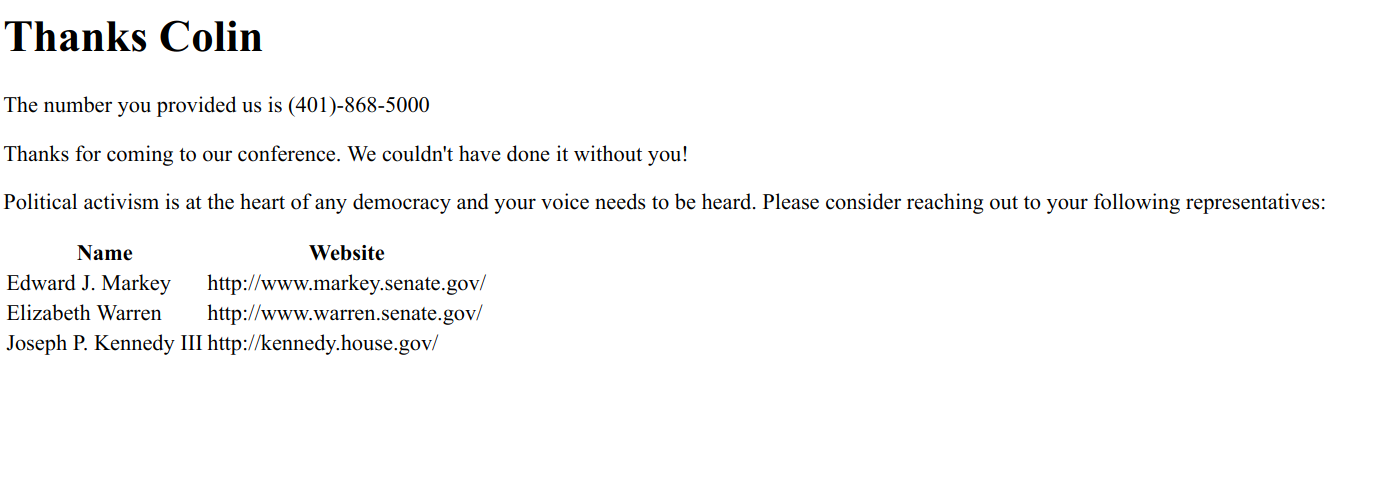 Thanks Colin
The number you provided us is (401)-868-5000
Thanks for coming to our conference. We couldn't have done it without you!
Political activism is at the heart of any democracy and your voice needs to be heard. Please consider reaching out to your following representatives:
Name Website
Edward J. Markey http://www.markey.senate.gov/
Elizabeth Warren http://www.warren.senate.gov/
Joseph P. Kennedy III http://kennedy.house.gov/